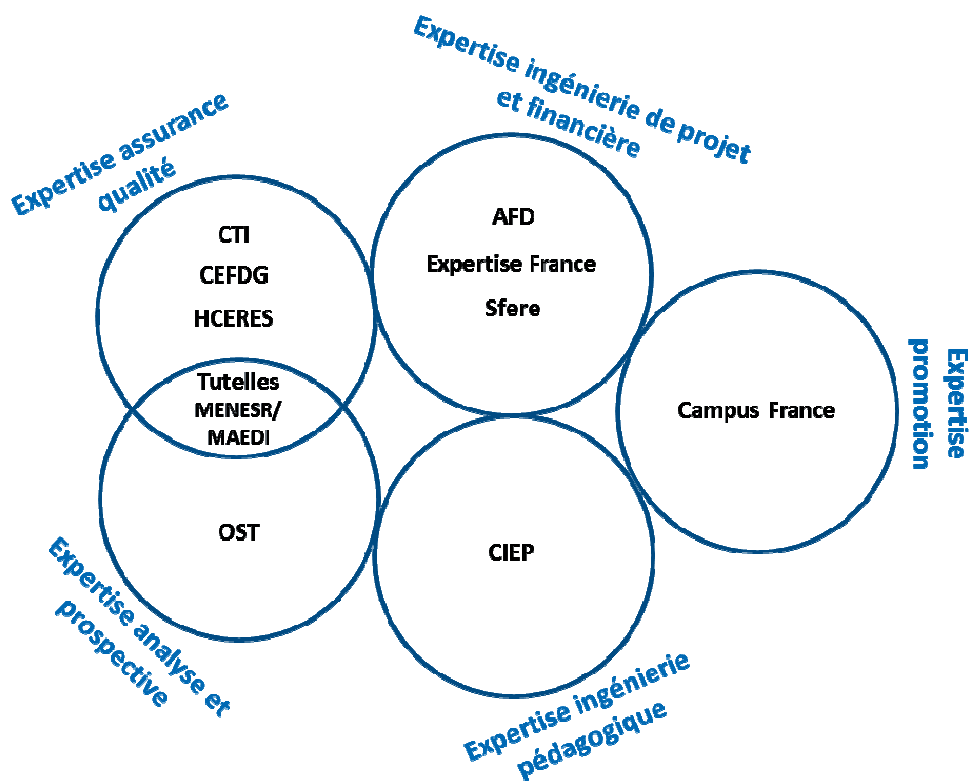 Expertise ingénierie de projet
et financière
Expertise assurance
qualité
CTI
CEFDG
HCERES
Tutelles
MENESR/
MAEDI
OST
AFD
Expertise France
Sfere
CIEP
Campus France
Expertise
promotion
Expertise analyse et
prospective
Expertise ingénierie
pédagogique